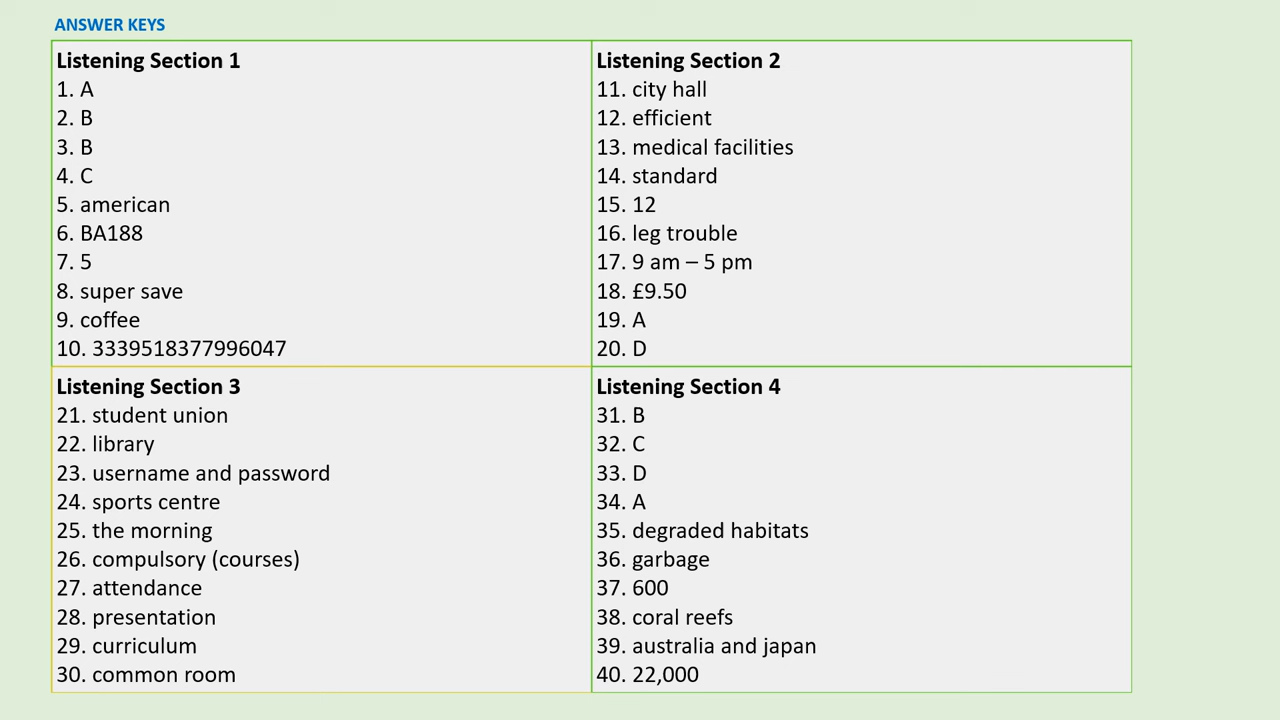 ANSWER KEYS
Listening Section 1
1. A
2. B
3. B
4. C
5. american
6. BA188
7. 5
8. super save
9. coffee
10. 3339518377996047
Listening Section 2
11. city hall
12. efficient
13. medical facilities
14. standard
15. 12
16. leg trouble
17. 9 am – 5 pm
18. £9.50
19. A
20. D
Listening Section 3
21. student union
22. library
23. username and password
24. sports centre
25. the morning
26. compulsory (courses)
27. attendance
28. presentation
29. curriculum
30. common room
Listening Section 4
31. B
32. C
33. D
34. A
35. degraded habitats
36. garbage
37. 600
38. coral reefs
39. australia and japan
40. 22,000